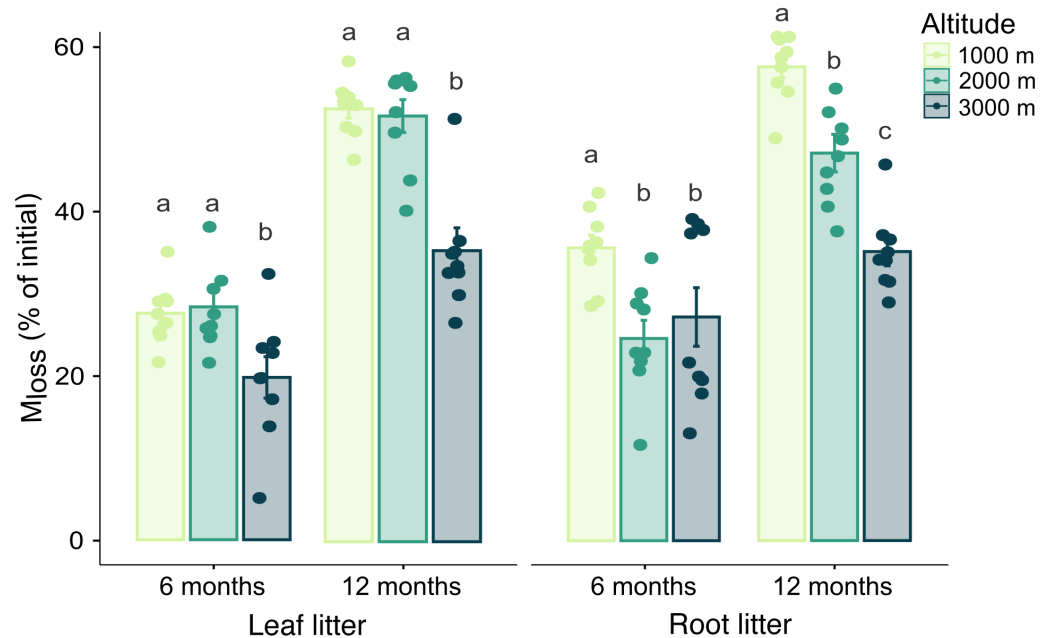 Altitude
1000 m
2000 m
3000 m
Mloss (% of initial)
60
40
20
0
a
a
b
a
a
b
a
b
b
a
b
c
6 months
12 months
6 months
12 months
Leaf litter
Root litter